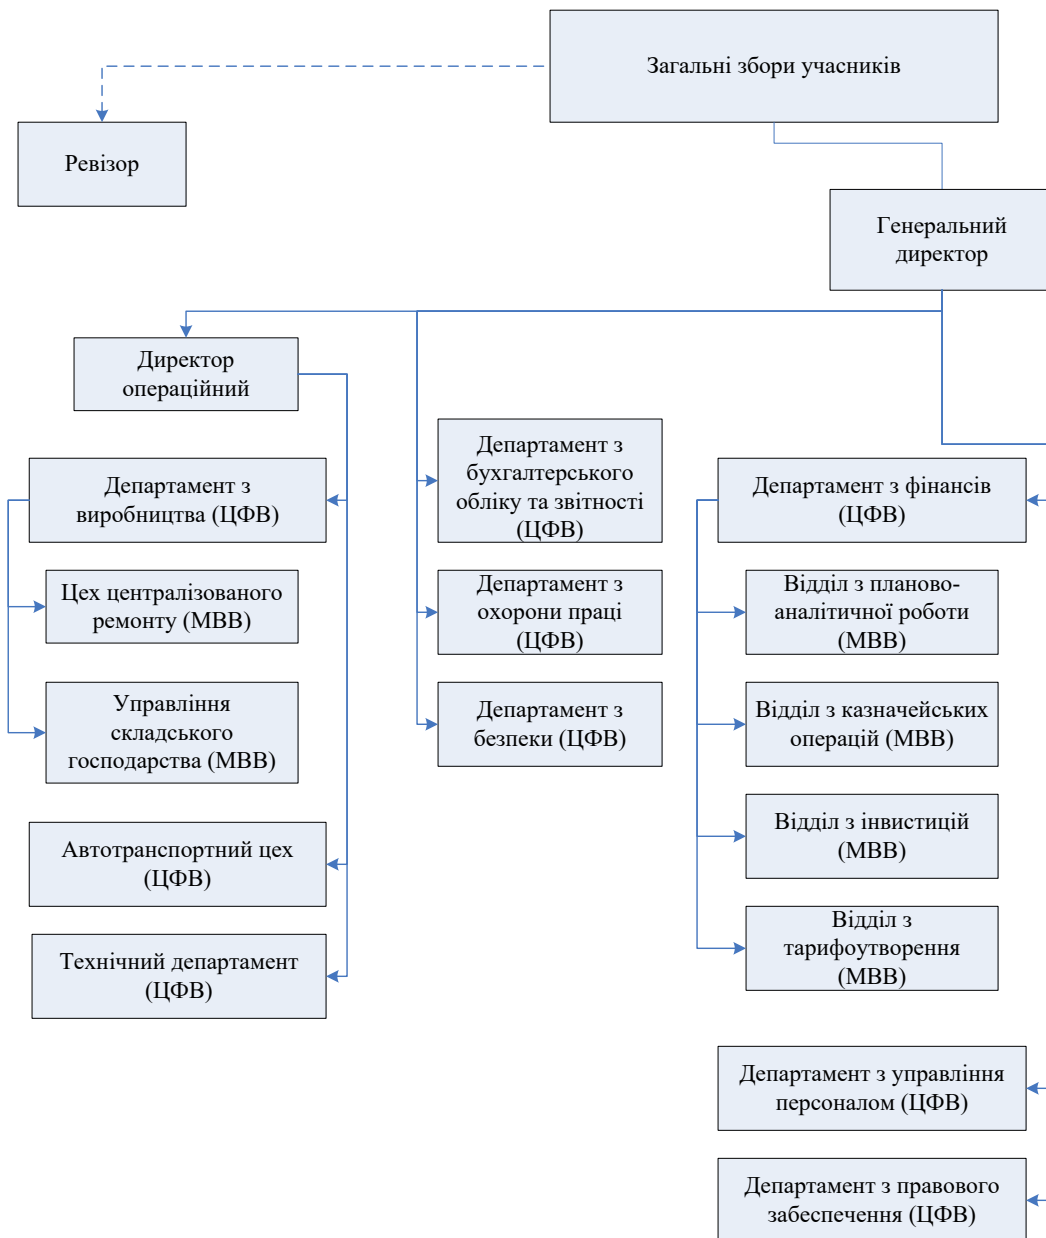 Загальні збори учасників
Ревізор
Генеральний
директор
Директор
операційний
Департамент з
виробництва (ЦФВ)
Цех централізованого
ремонту (МВВ)
Управління
складського
господарства (МВВ)
Автотранспортний цех
(ЦФВ)
Технічний департамент
(ЦФВ)
Департамент з
бухгалтерського
обліку та звітності
(ЦФВ)
Департамент з
охорони праці
(ЦФВ)
Департамент з
безпеки (ЦФВ)
Департамент з фінансів
(ЦФВ)
Відділ з планово-
аналітичної роботи
(МВВ)
Відділ з казначейських
операцій (МВВ)
Відділ з інвистицій
(МВВ)
Відділ з
тарифоутворення
(МВВ)
Департамент з управління
персоналом (ЦФВ)
Департамент з правового
забеспечення (ЦФВ)